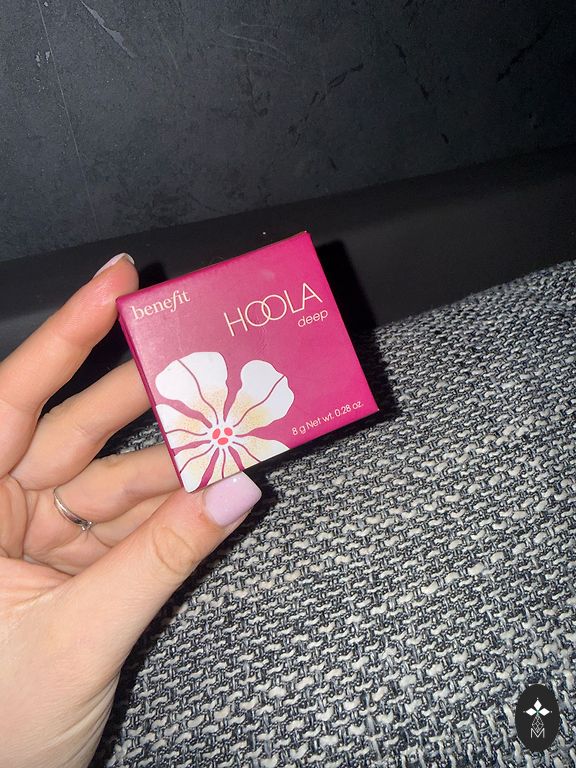 benefit
HOOLA
deep
8 g Net wt. 0.28 oz.
M